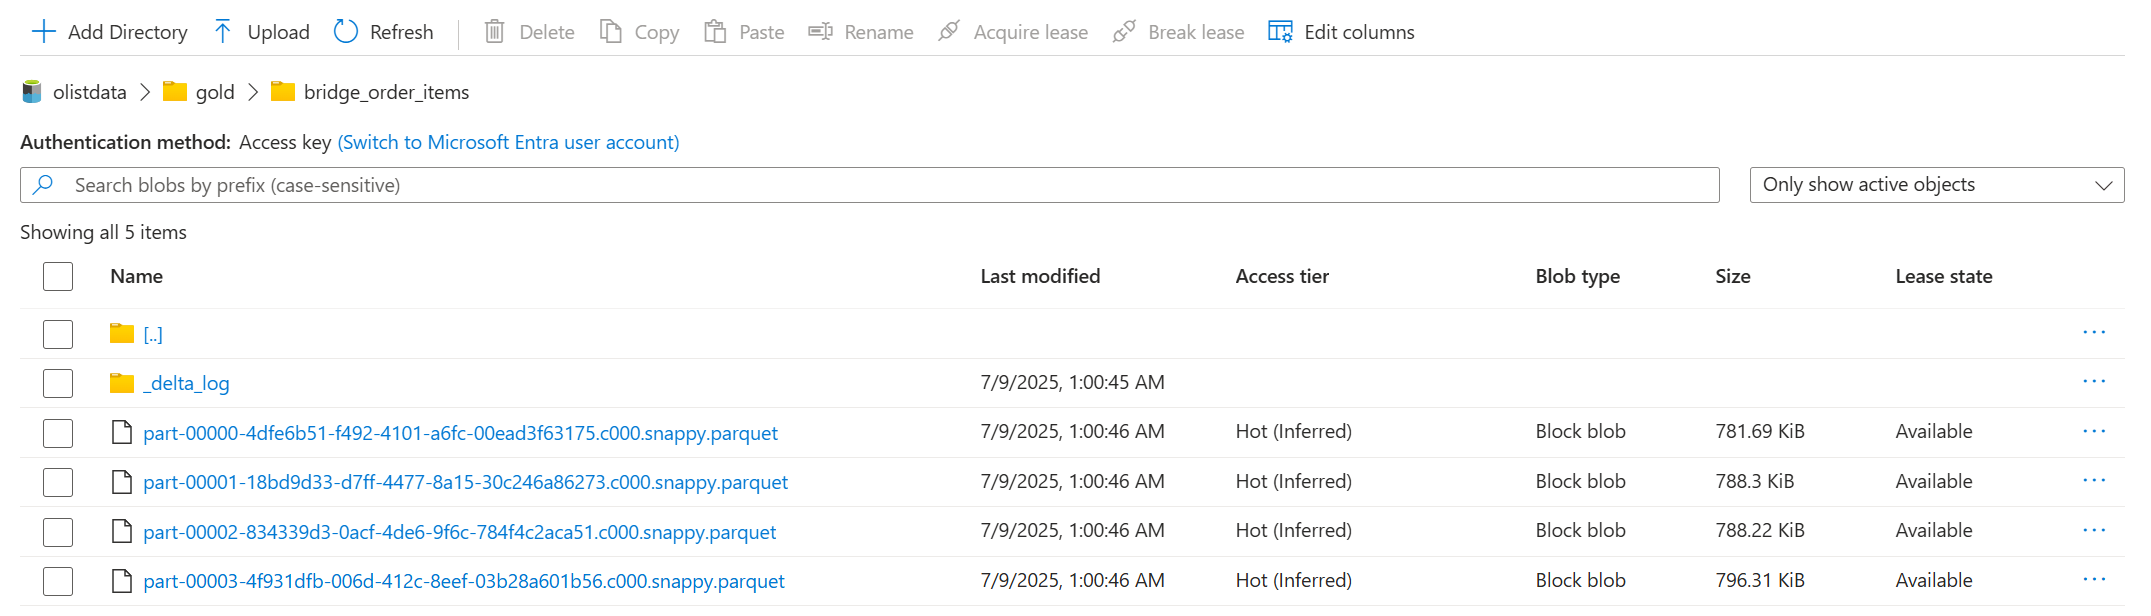 Add Directory Upload Refresh Delete Copy Paste Rename Acquire lease Break lease Edit columns
olistdata > gold > bridge_order_items
Authentication method: Access key (Switch to Microsoft Entra user account)
Search blobs by prefix (case-sensitive) Only show active objects
Showing all 5 items
Name Last modified Access tier Blob type Size Lease state
[..] ...
_delta_log 7/9/2025, 1:00:45 AM ...
part-00000-4dfe6b51-f492-4101-a6fc-00ead3f63175.c000.snappy.parquet 7/9/2025, 1:00:46 AM Hot (Inferred) Block blob 781.69 KiB Available ...
part-00001-18bd9d33-d7ff-4477-8a15-30c246a86273.c000.snappy.parquet 7/9/2025, 1:00:46 AM Hot (Inferred) Block blob 788.3 KiB Available ...
part-00002-834339d3-0acf-4de6-9f6c-784f4c2aca51.c000.snappy.parquet 7/9/2025, 1:00:46 AM Hot (Inferred) Block blob 788.22 KiB Available ...
part-00003-4f931dfb-006d-412c-8eef-03b28a601b56.c000.snappy.parquet 7/9/2025, 1:00:46 AM Hot (Inferred) Block blob 796.31 KiB Available ...